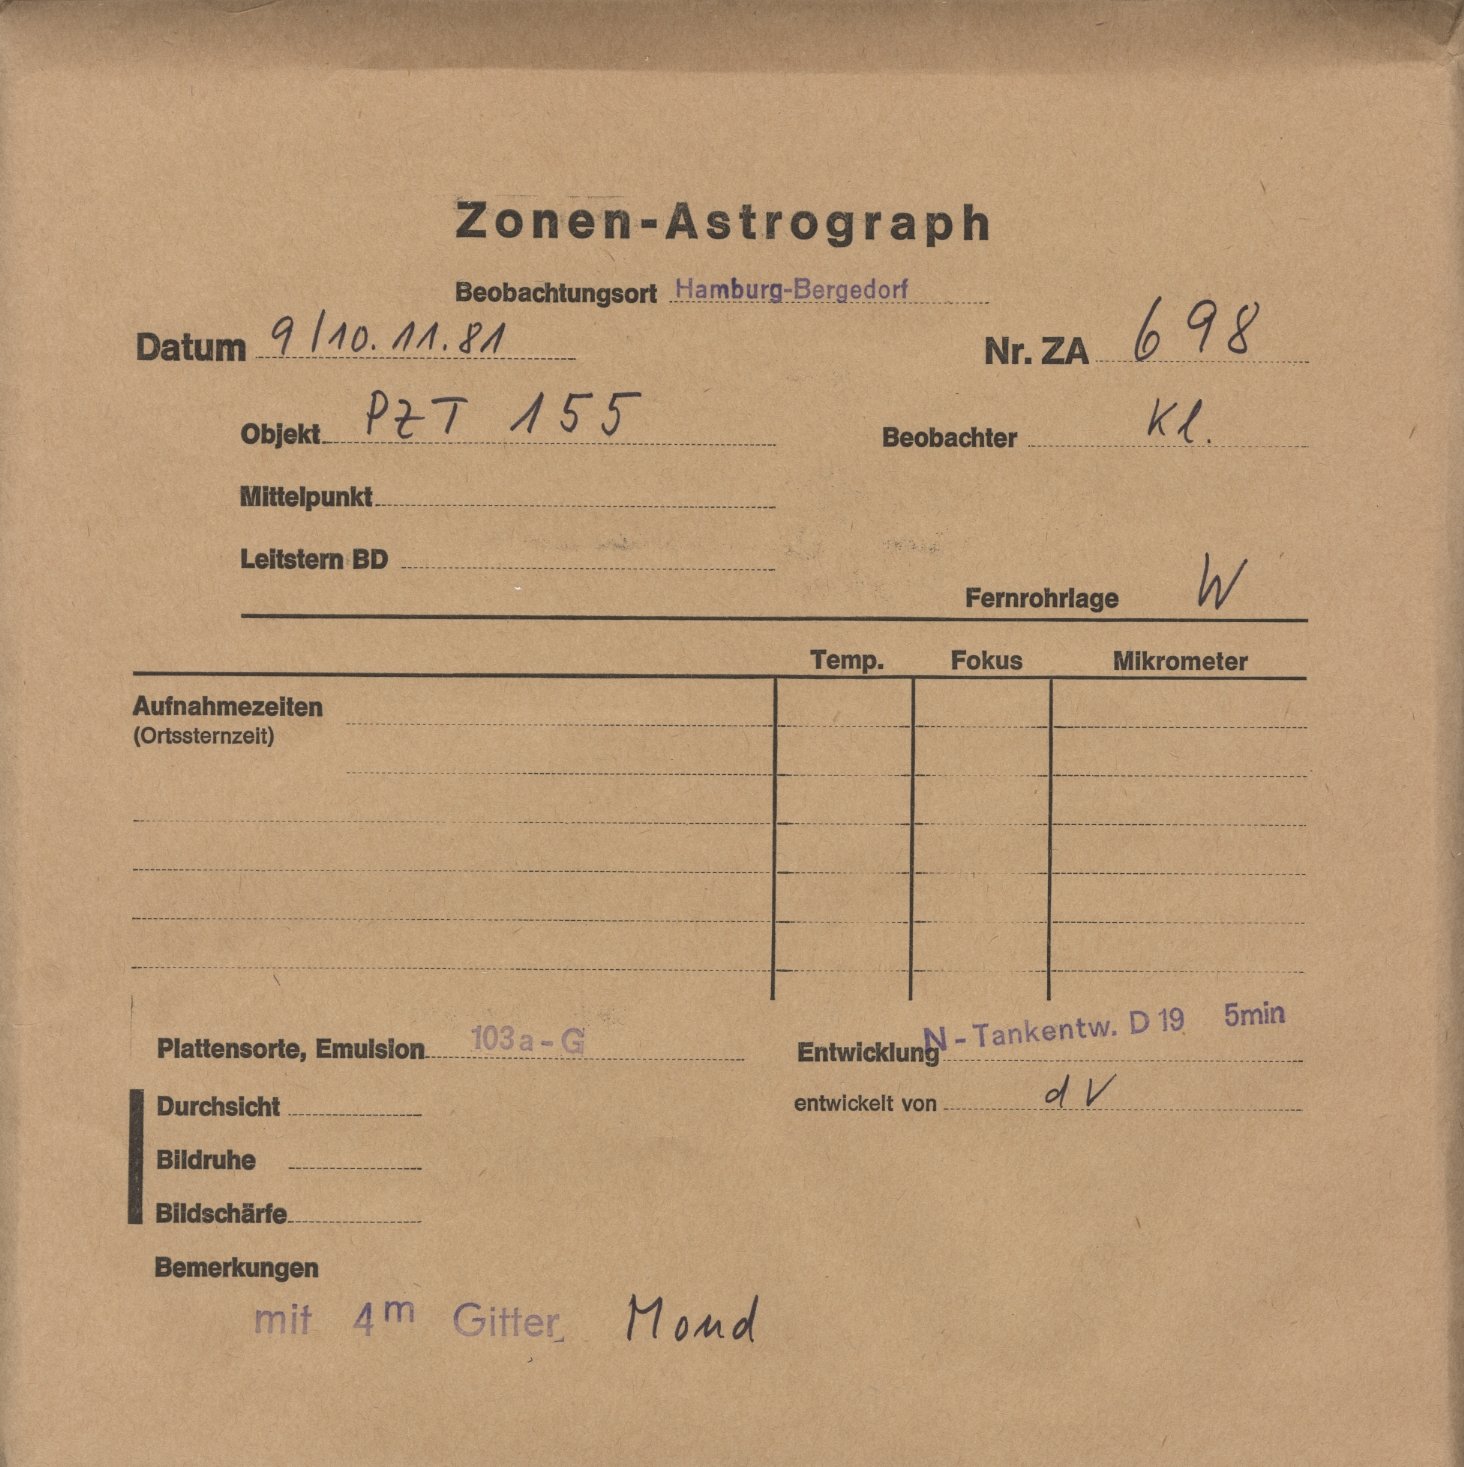 Zonen-Astrograph
Beobachtungsort Hamburg-Bergedorf
Datum 9/10.11.81 Nr. ZA 698
Objekt PZT 155 Beobachter Kl.
Mittelpunkt
Leitstern BD
Fernrohrlage W
Temp. Fokus Mikrometer
Aufnahmezeiten
(Ortssternzeit)
Plattensorte, Emulsion 103a-G Entwicklung N-Tankentw. D 19 5min
Durchsicht entwickelt von dV
Bildruhe
Bildschärfe
Bemerkungen
mit 4m Gitter, Mond